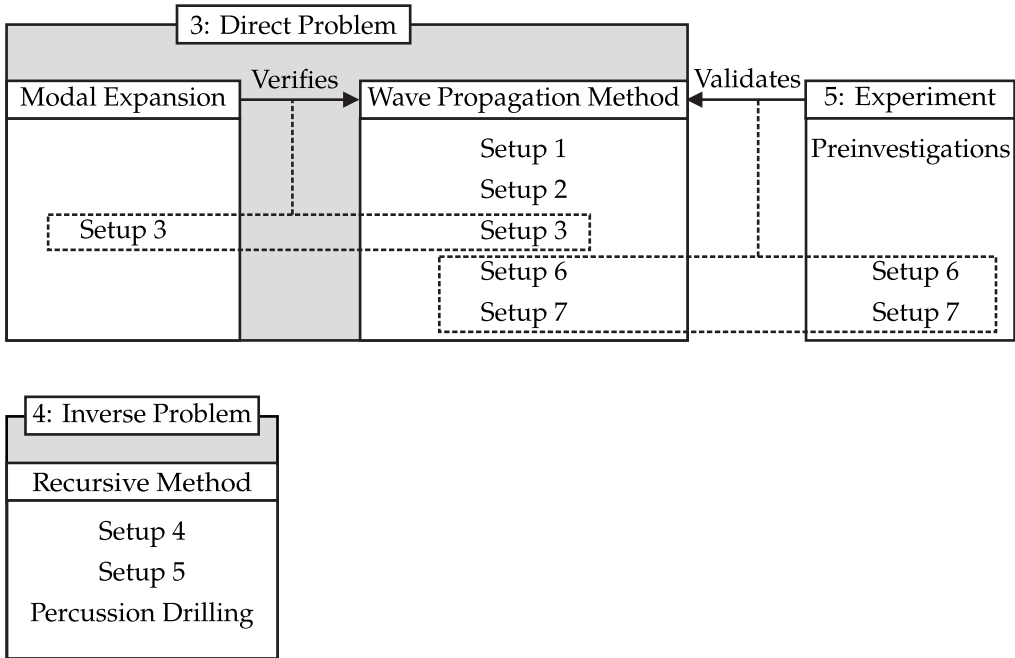 3: Direct Problem
Verifies
Validates
Modal Expansion
Wave Propagation Method
5: Experiment
Setup 1
Preinvestigations
Setup 2
Setup 3
Setup 3
Setup 6
Setup 6
Setup 7
Setup 7
4: Inverse Problem
Recursive Method
Setup 4
Setup 5
Percussion Drilling